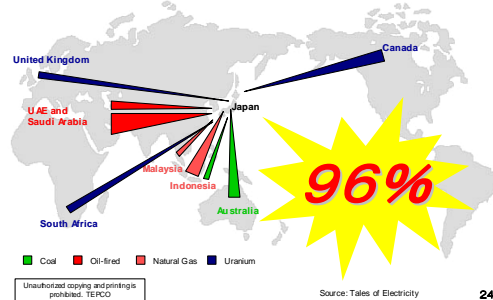 Canada
United Kingdom
Japan
UAE and
Saudi Arabia
Malaysia
Indonesia
96%
South Africa
Australia
Coal Oil-fired Natural Gas Uranium
Unauthorized copying and printing is
prohibited. TEPCO
Source: Tales of Electricity
24